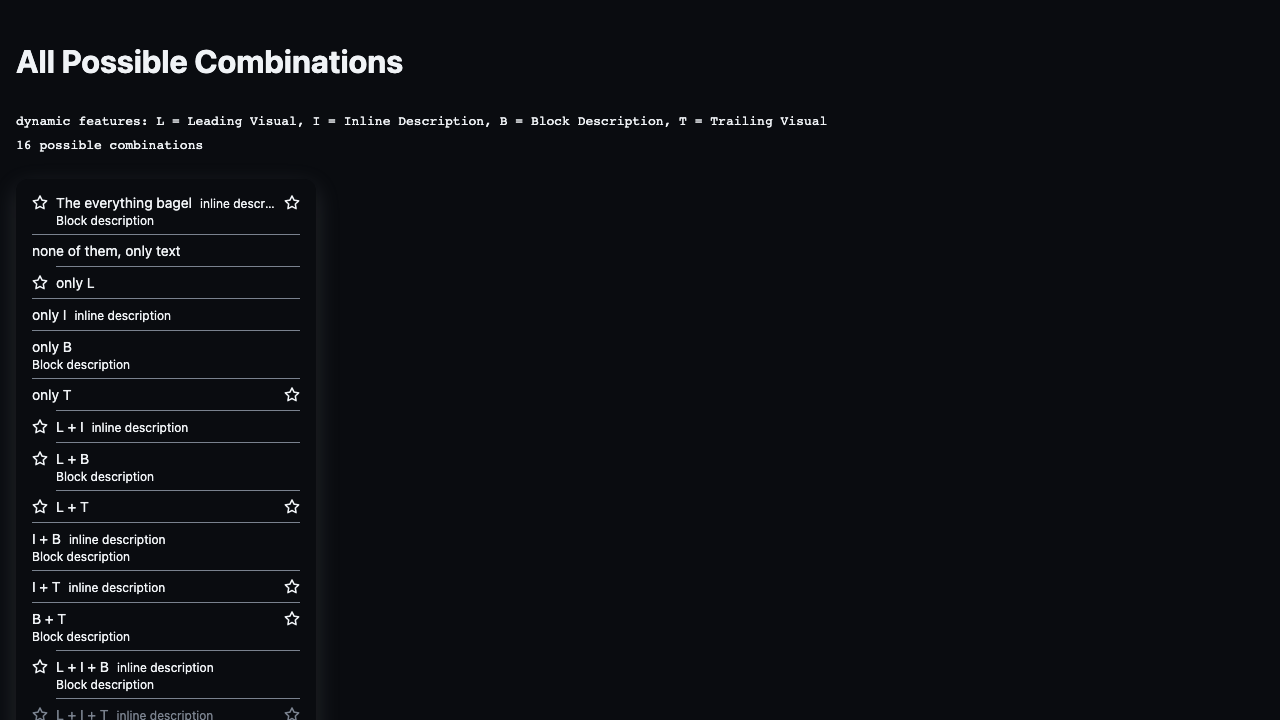 All Possible Combinations
dynamic features: L = Leading Visual, I = Inline Description, B = Block Description, T = Trailing Visual
16 possible combinations
The everything bagel inline descr...
Block description
none of them, only text
only L
only I inline description
only B
Block description
only T
L + I inline description
L + B
Block description
L + T
I + B inline description
Block description
I + T inline description
B + T
Block description
L + I + B inline description
Block description
L + I + T inline description